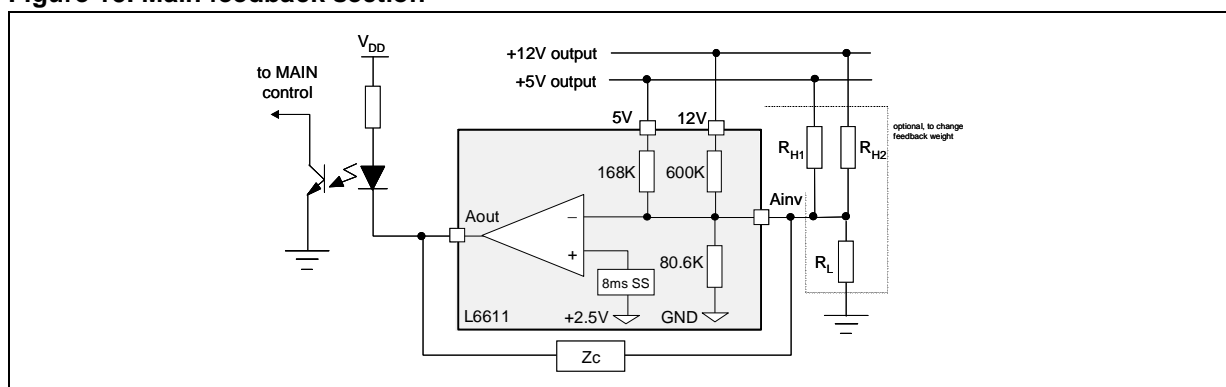 Figure 18. Main feedback section
VDD
to MAIN
control
+12V output
+5V output
5V
12V
optional, to change
feedback weight
168K
600K
RH1
RH2
Ainv
Aout
−
+
80.6K
RL
8ms SS
L6611
+2.5V
GND
Zc